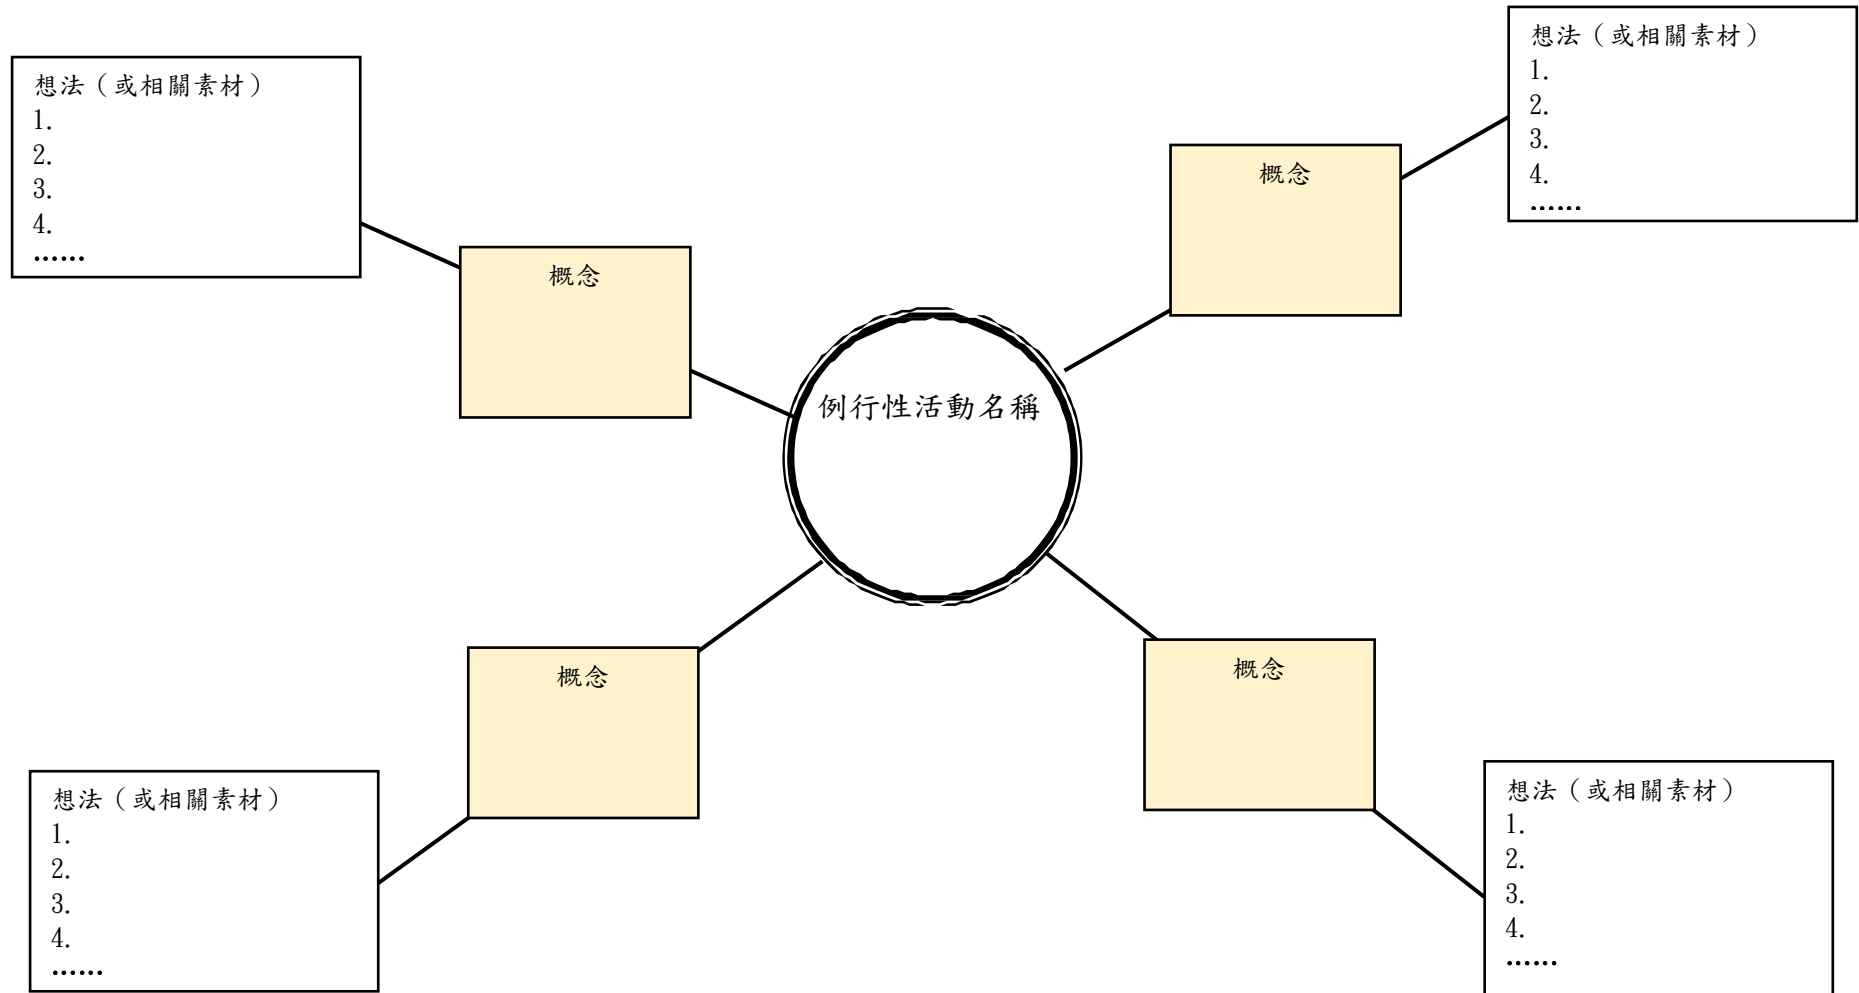 想法（或相關素材）
1.
2.
3.
4.
……
概念
想法（或相關素材）
1.
2.
3.
4.
……
概念
例行性活動名稱
概念
想法（或相關素材）
1.
2.
3.
4.
……
概念
想法（或相關素材）
1.
2.
3.
4.
……